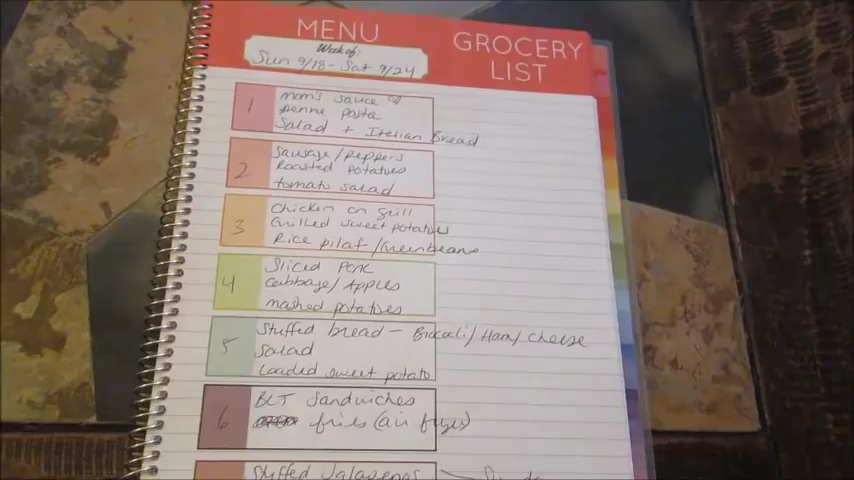 MENU
GROCERY
LIST
Week of:
Sun 9/18 - Sat 9/24
1
mom's sauce
penne pasta
Salad + Italian Bread
2
Sausage/peppers
Roasted potatoes
tomato salad
3
Chicken on grill
Grilled sweet potatoes
Rice pilaf/Greenbeans
4
Sliced Pork
Cabbage/Apples
mashed potatoes
5
Stuffed bread - Broccoli/Ham/cheese
Salad
Loaded sweet potato
6
BLT Sandwiches
fries (air fryer)
Stuffed Jalapenos